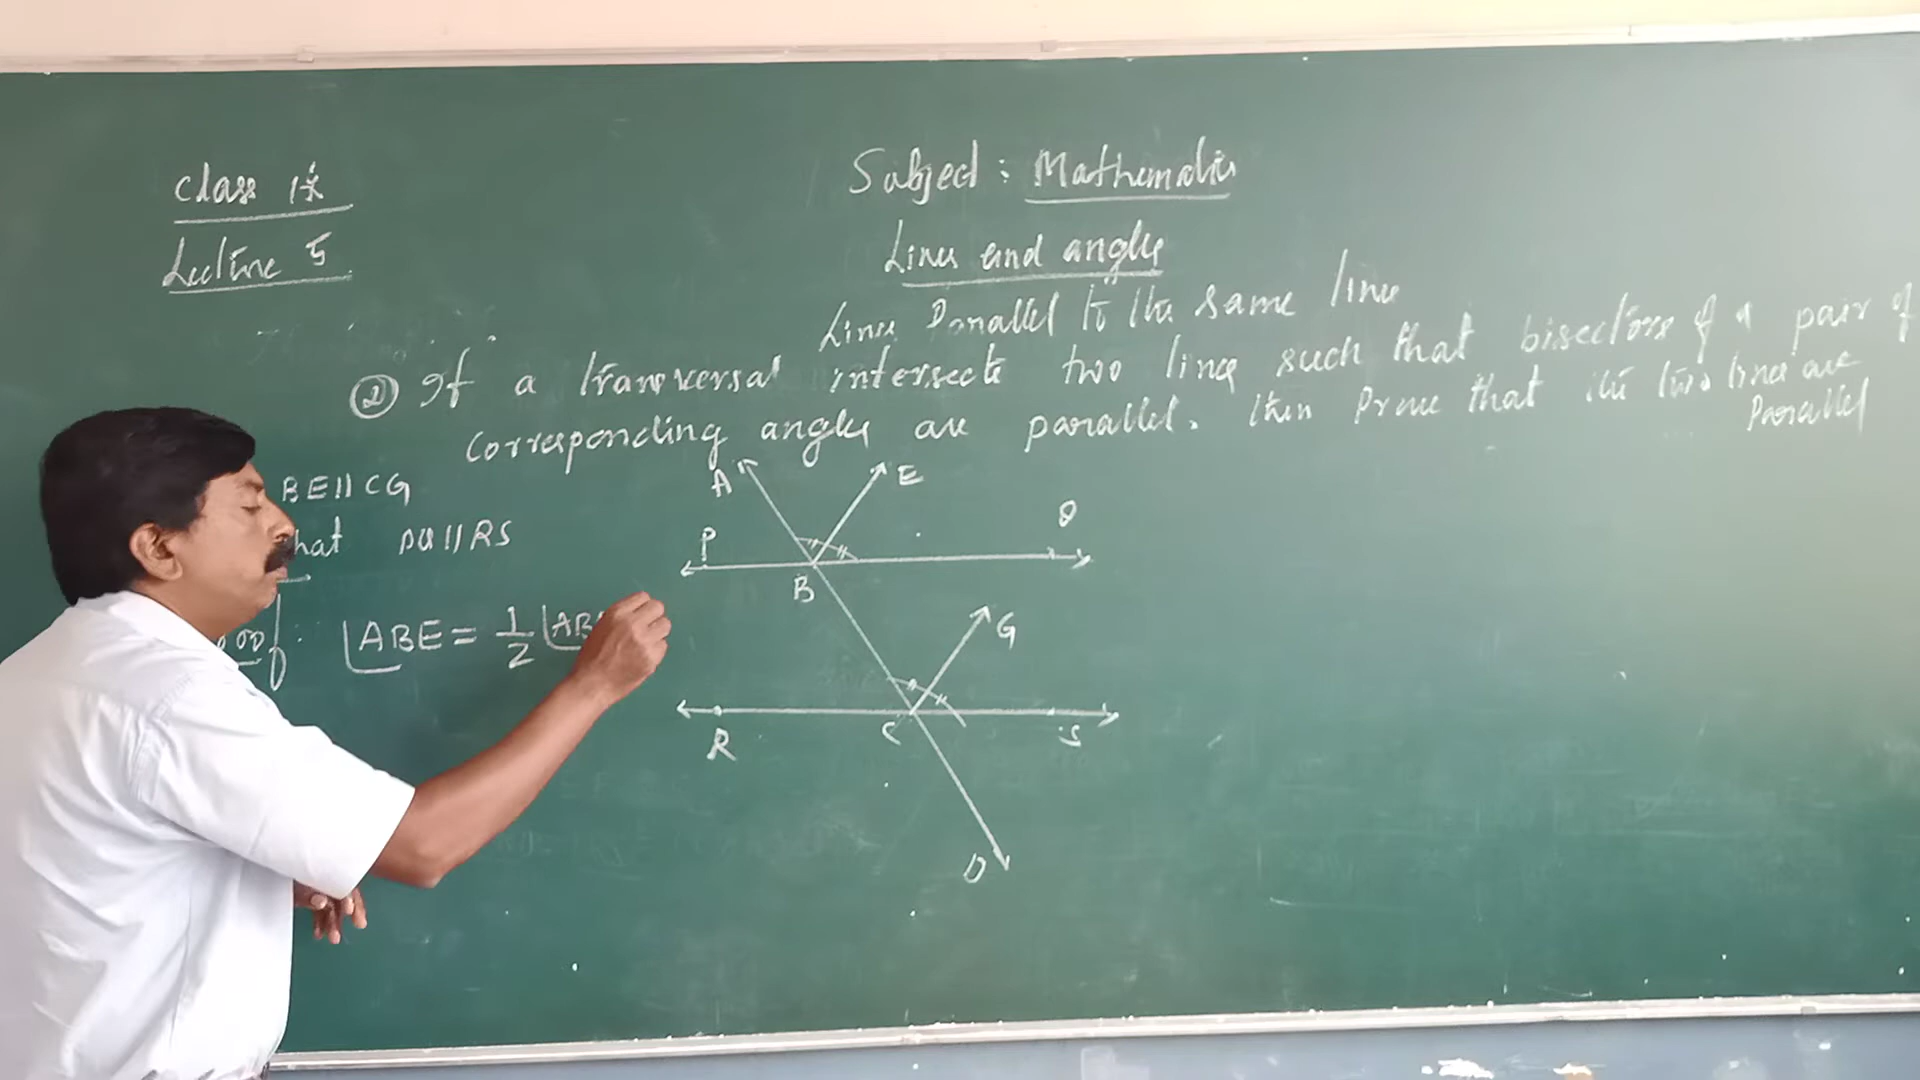 Class IX
Lecture 5
Subject: Mathematics
Lines and angles
Lines Parallel to the same line
② If a transversal intersects two lines such that bisectors of a pair of
corresponding angles are parallel. then Prove that the two lines are
Parallel
BE||CG
hat PQ||RS
∠ABE = 1/2 ∠AB
A
E
P
Q
B
G
R
C
S
D